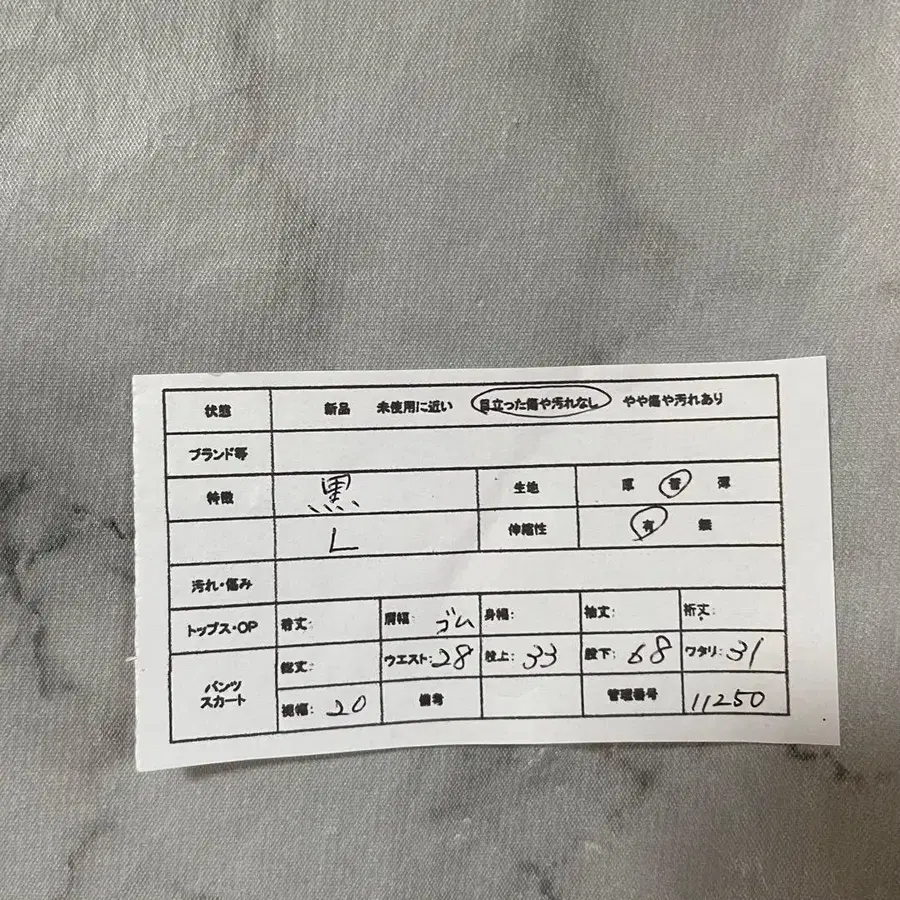 状態 新品 未使用に近い 目立った傷や汚れなし やや傷や汚れあり
ブランド等
特徴 黒 生地 厚 普 薄
L 伸縮性 有 無
汚れ・傷み
トップス・OP 着丈: 肩幅: ゴム 身幅: 袖丈: 裄丈:
パンツ スカート
総丈: ウエスト:28 股上:33 股下:68 ワタリ:31
裾幅:20 備考 管理番号 11250